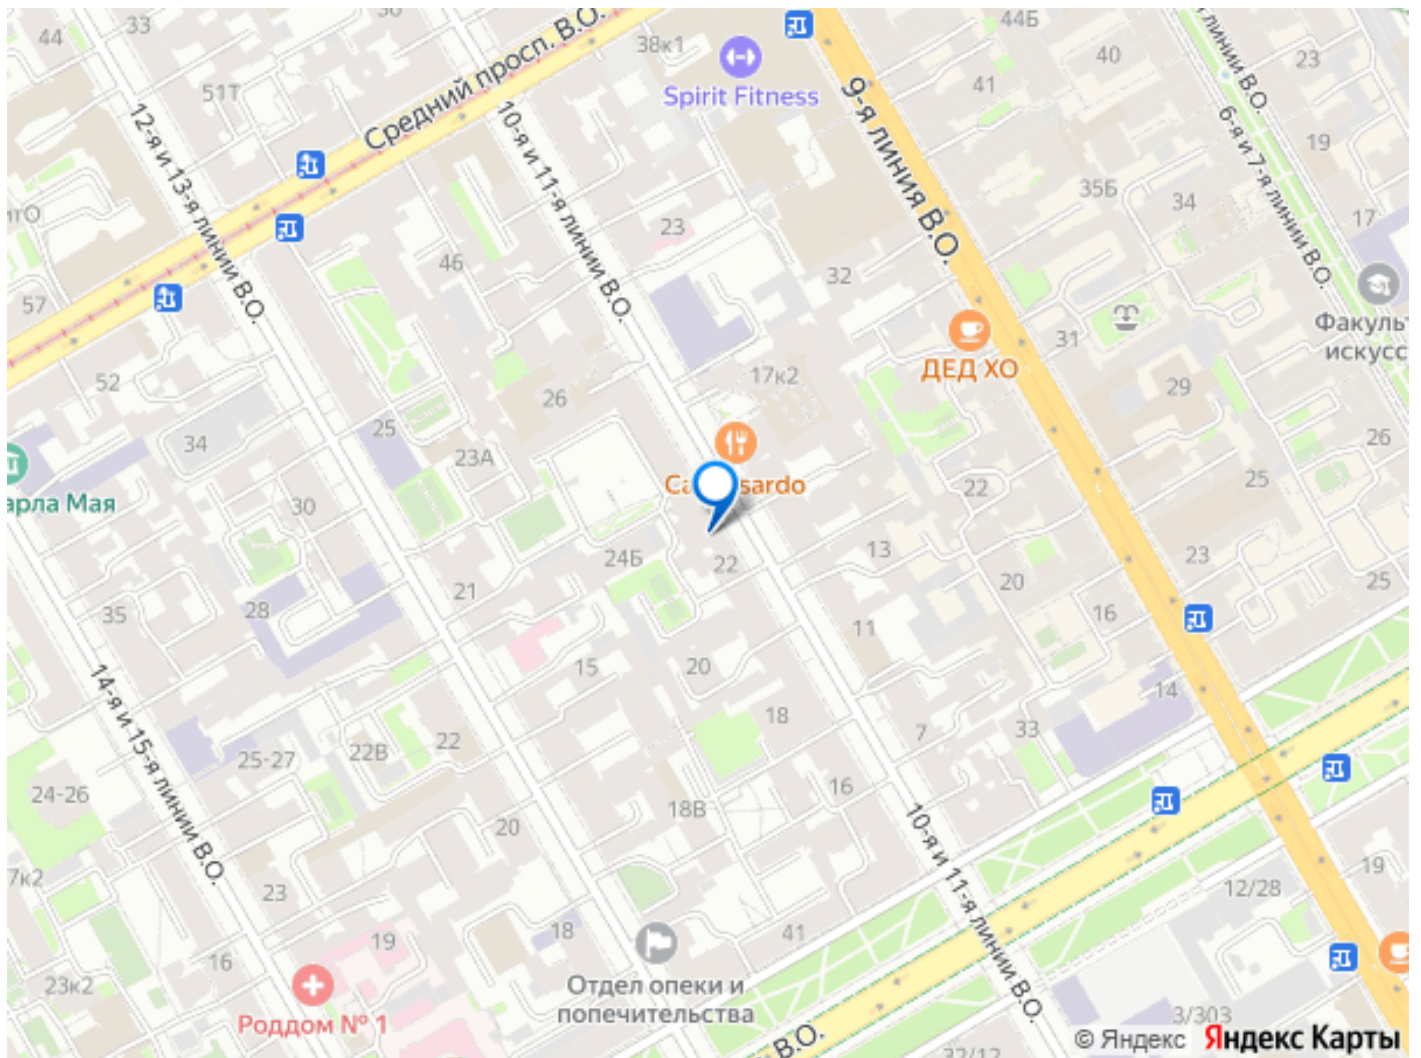 44
33
51Т
Средний просп. В.О.
38к1
Spirit Fitness
44Б
40
41
23
19
линии В.О.
6-я и 7-я линии В.О.
9-я линия В.О.
12-я и 13-я линии В.О.
10-я и 11-я линии В.О.
35Б
34
17
23
46
32
57
52
ДЕД ХО
31
Факуль
искусс
17к2
29
26
25
34
23А
26
арла Мая
30
sardo
22
25
24Б
22
13
23
20
25
21
28
35
16
11
15
20
14
14-я и 15-я линии В.О.
18
7
33
25-27
22В
22
24-26
16
18В
20
10-я и 11-я линии В.О.
7к2
23
12/28
19
18
41
19
16
23к2
Отдел опеки и
попечительства
Роддом № 1
В.О.
3/303
32/12
© Яндекс Яндекс Карты